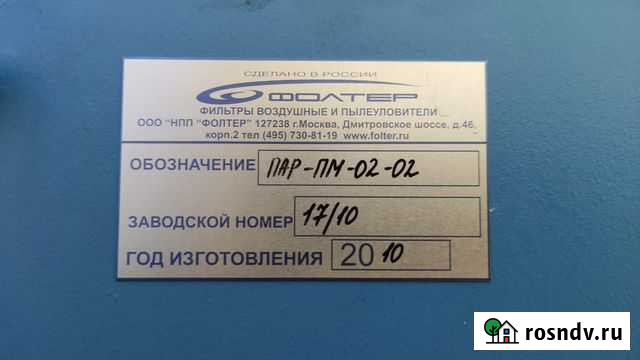 СДЕЛАНО В РОССИИ
ФОЛТЕР
ФИЛЬТРЫ ВОЗДУШНЫЕ И ПЫЛЕУЛОВИТЕЛИ
ООО "НПП "ФОЛТЕР" 127238 г.Москва, Дмитровское шоссе, д.46,
корп.2 тел (495) 730-81-19 www.folter.ru
ОБОЗНАЧЕНИЕ ПАР-ПМ-02-02
ЗАВОДСКОЙ НОМЕР 17/10
ГОД ИЗГОТОВЛЕНИЯ 2010
rosndv.ru